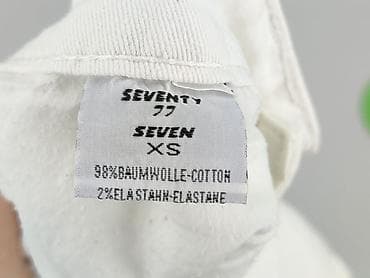 SEVENTY
77
SEVEN
XS
98%BAUMWOLLE-COTTON
2%ELASTAHN-ELASTANE